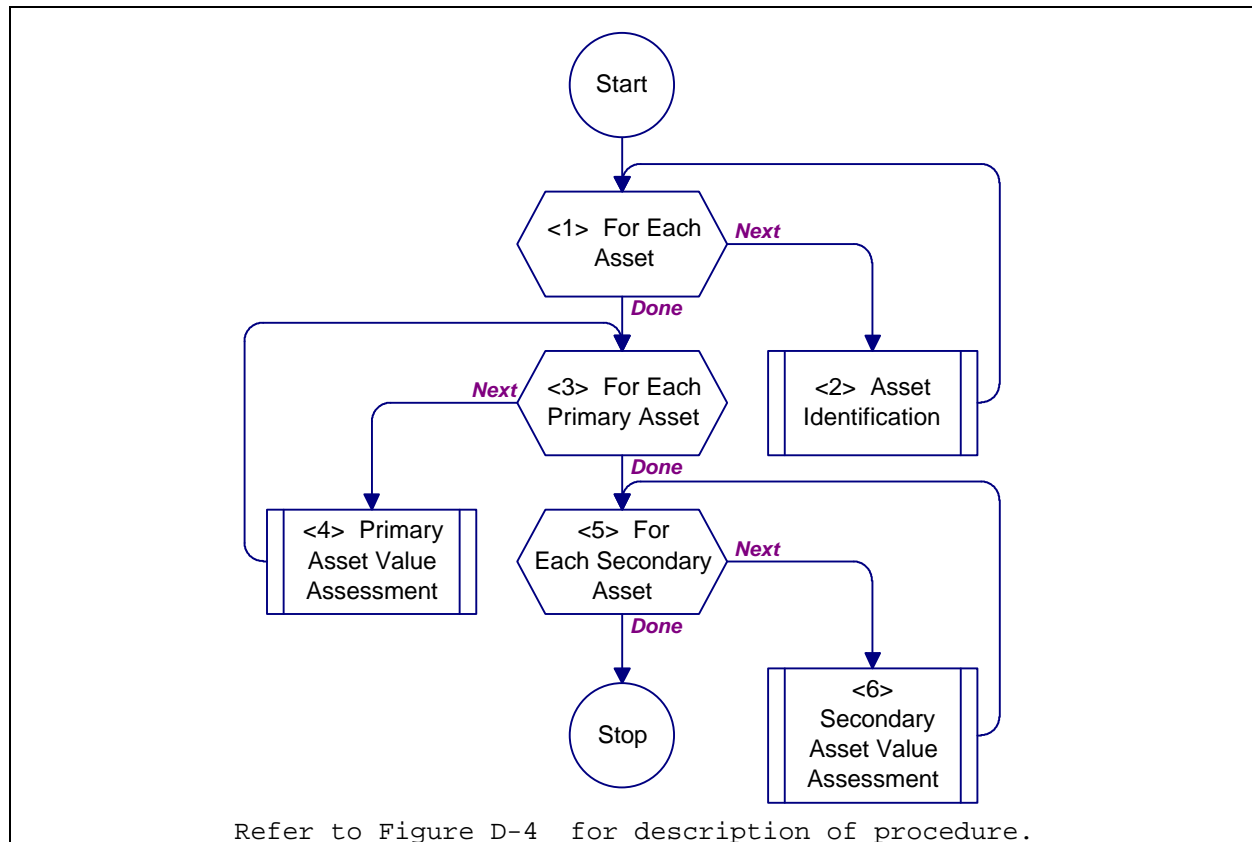 Start
<1> For Each
Asset
Next
Done
<2> Asset
Identification
<3> For Each
Primary Asset
Next
Done
<4> Primary
Asset Value
Assessment
<5> For
Each Secondary
Asset
Next
Done
<6>
Secondary
Asset Value
Assessment
Stop
Refer to Figure D-4 for description of procedure.